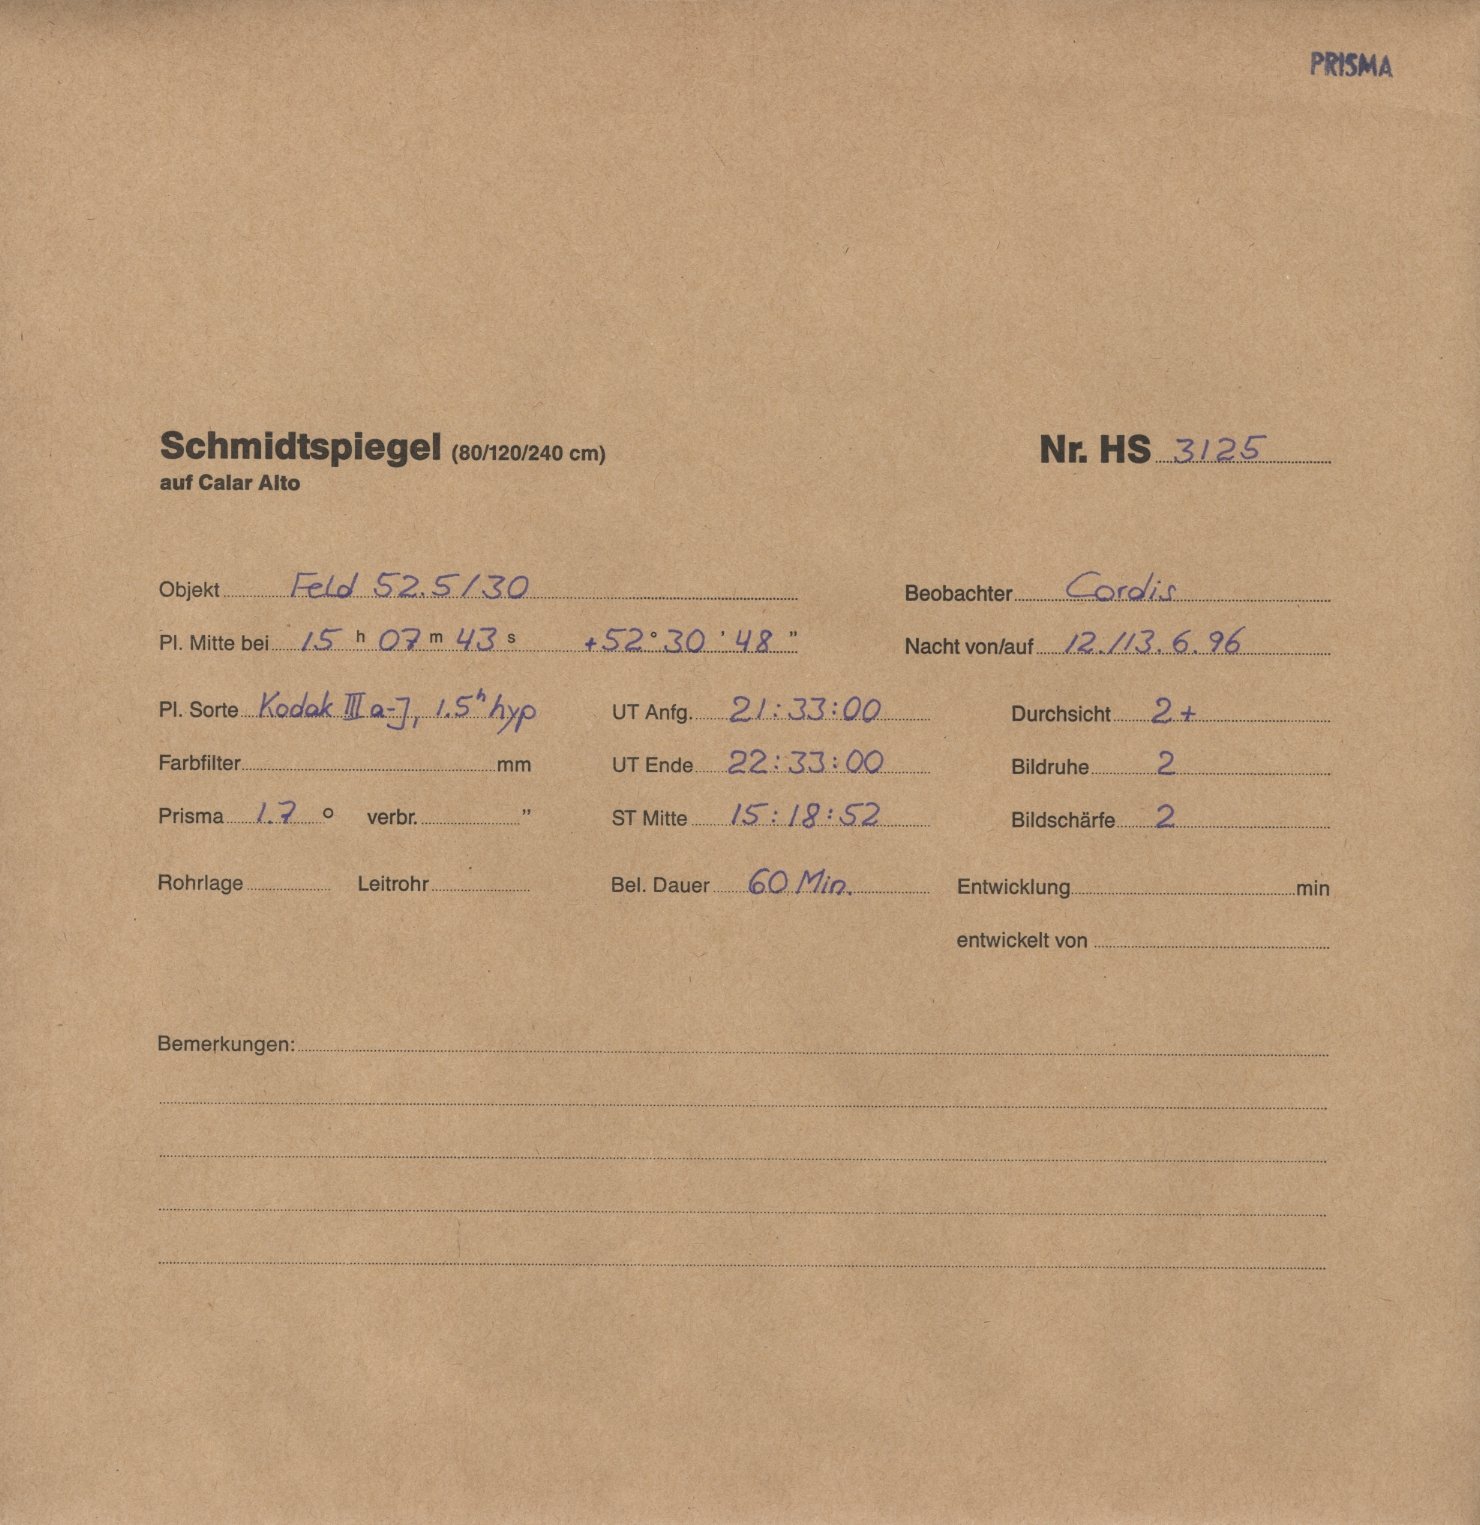 PRISMA
Schmidtspiegel (80/120/240 cm) Nr. HS 3125
auf Calar Alto
Objekt Feld 52.5/30 Beobachter Cordis
Pl. Mitte bei 15 h 07 m 43 s +52° 30 ' 48 " Nacht von/auf 12./13.6.96
Pl. Sorte Kodak III a-J, 1.5h hyp UT Anfg. 21:33:00 Durchsicht 2+
Farbfilter mm UT Ende 22:33:00 Bildruhe 2
Prisma 1.7 ° verbr. " ST Mitte 15:18:52 Bildschärfe 2
Rohrlage Leitrohr Bel. Dauer 60 Min. Entwicklung min
entwickelt von
Bemerkungen: